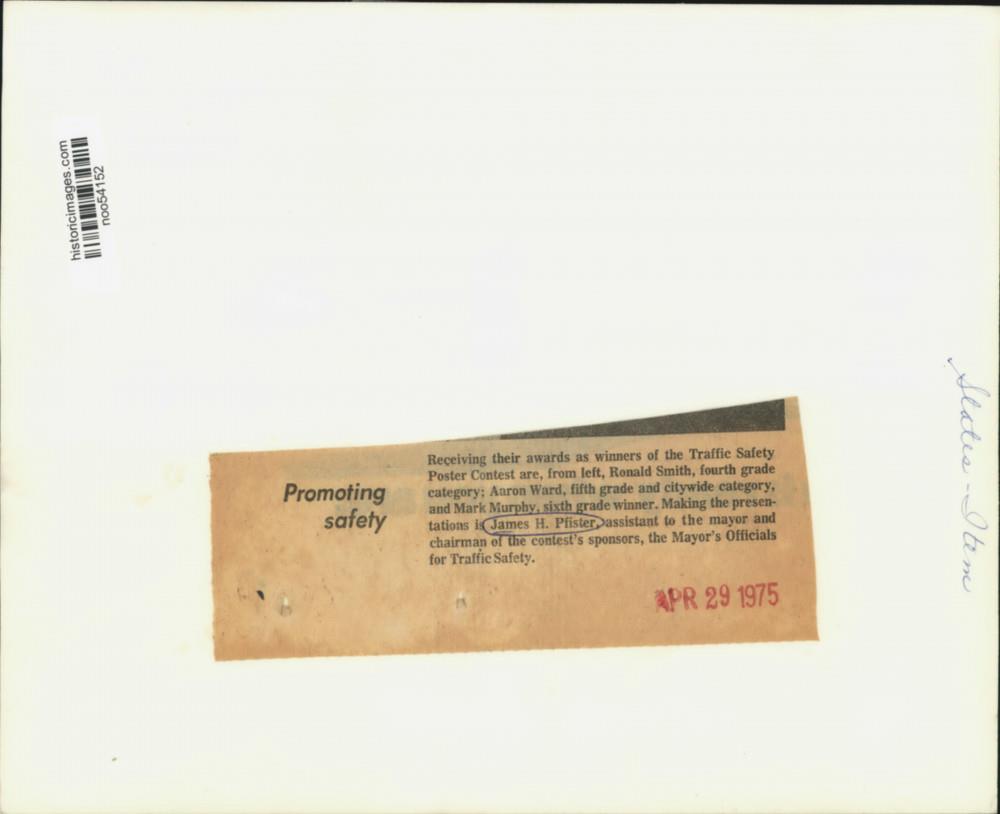 historicimages.com
noo54152
States-Item
Promoting
safety
Receiving their awards as winners of the Traffic Safety
Poster Contest are, from left, Ronald Smith, fourth grade
category; Aaron Ward, fifth grade and citywide category,
and Mark Murphy, sixth grade winner. Making the presen-
tations is James H. Pfister, assistant to the mayor and
chairman of the contest's sponsors, the Mayor's Officials
for Traffic Safety.
APR 29 1975